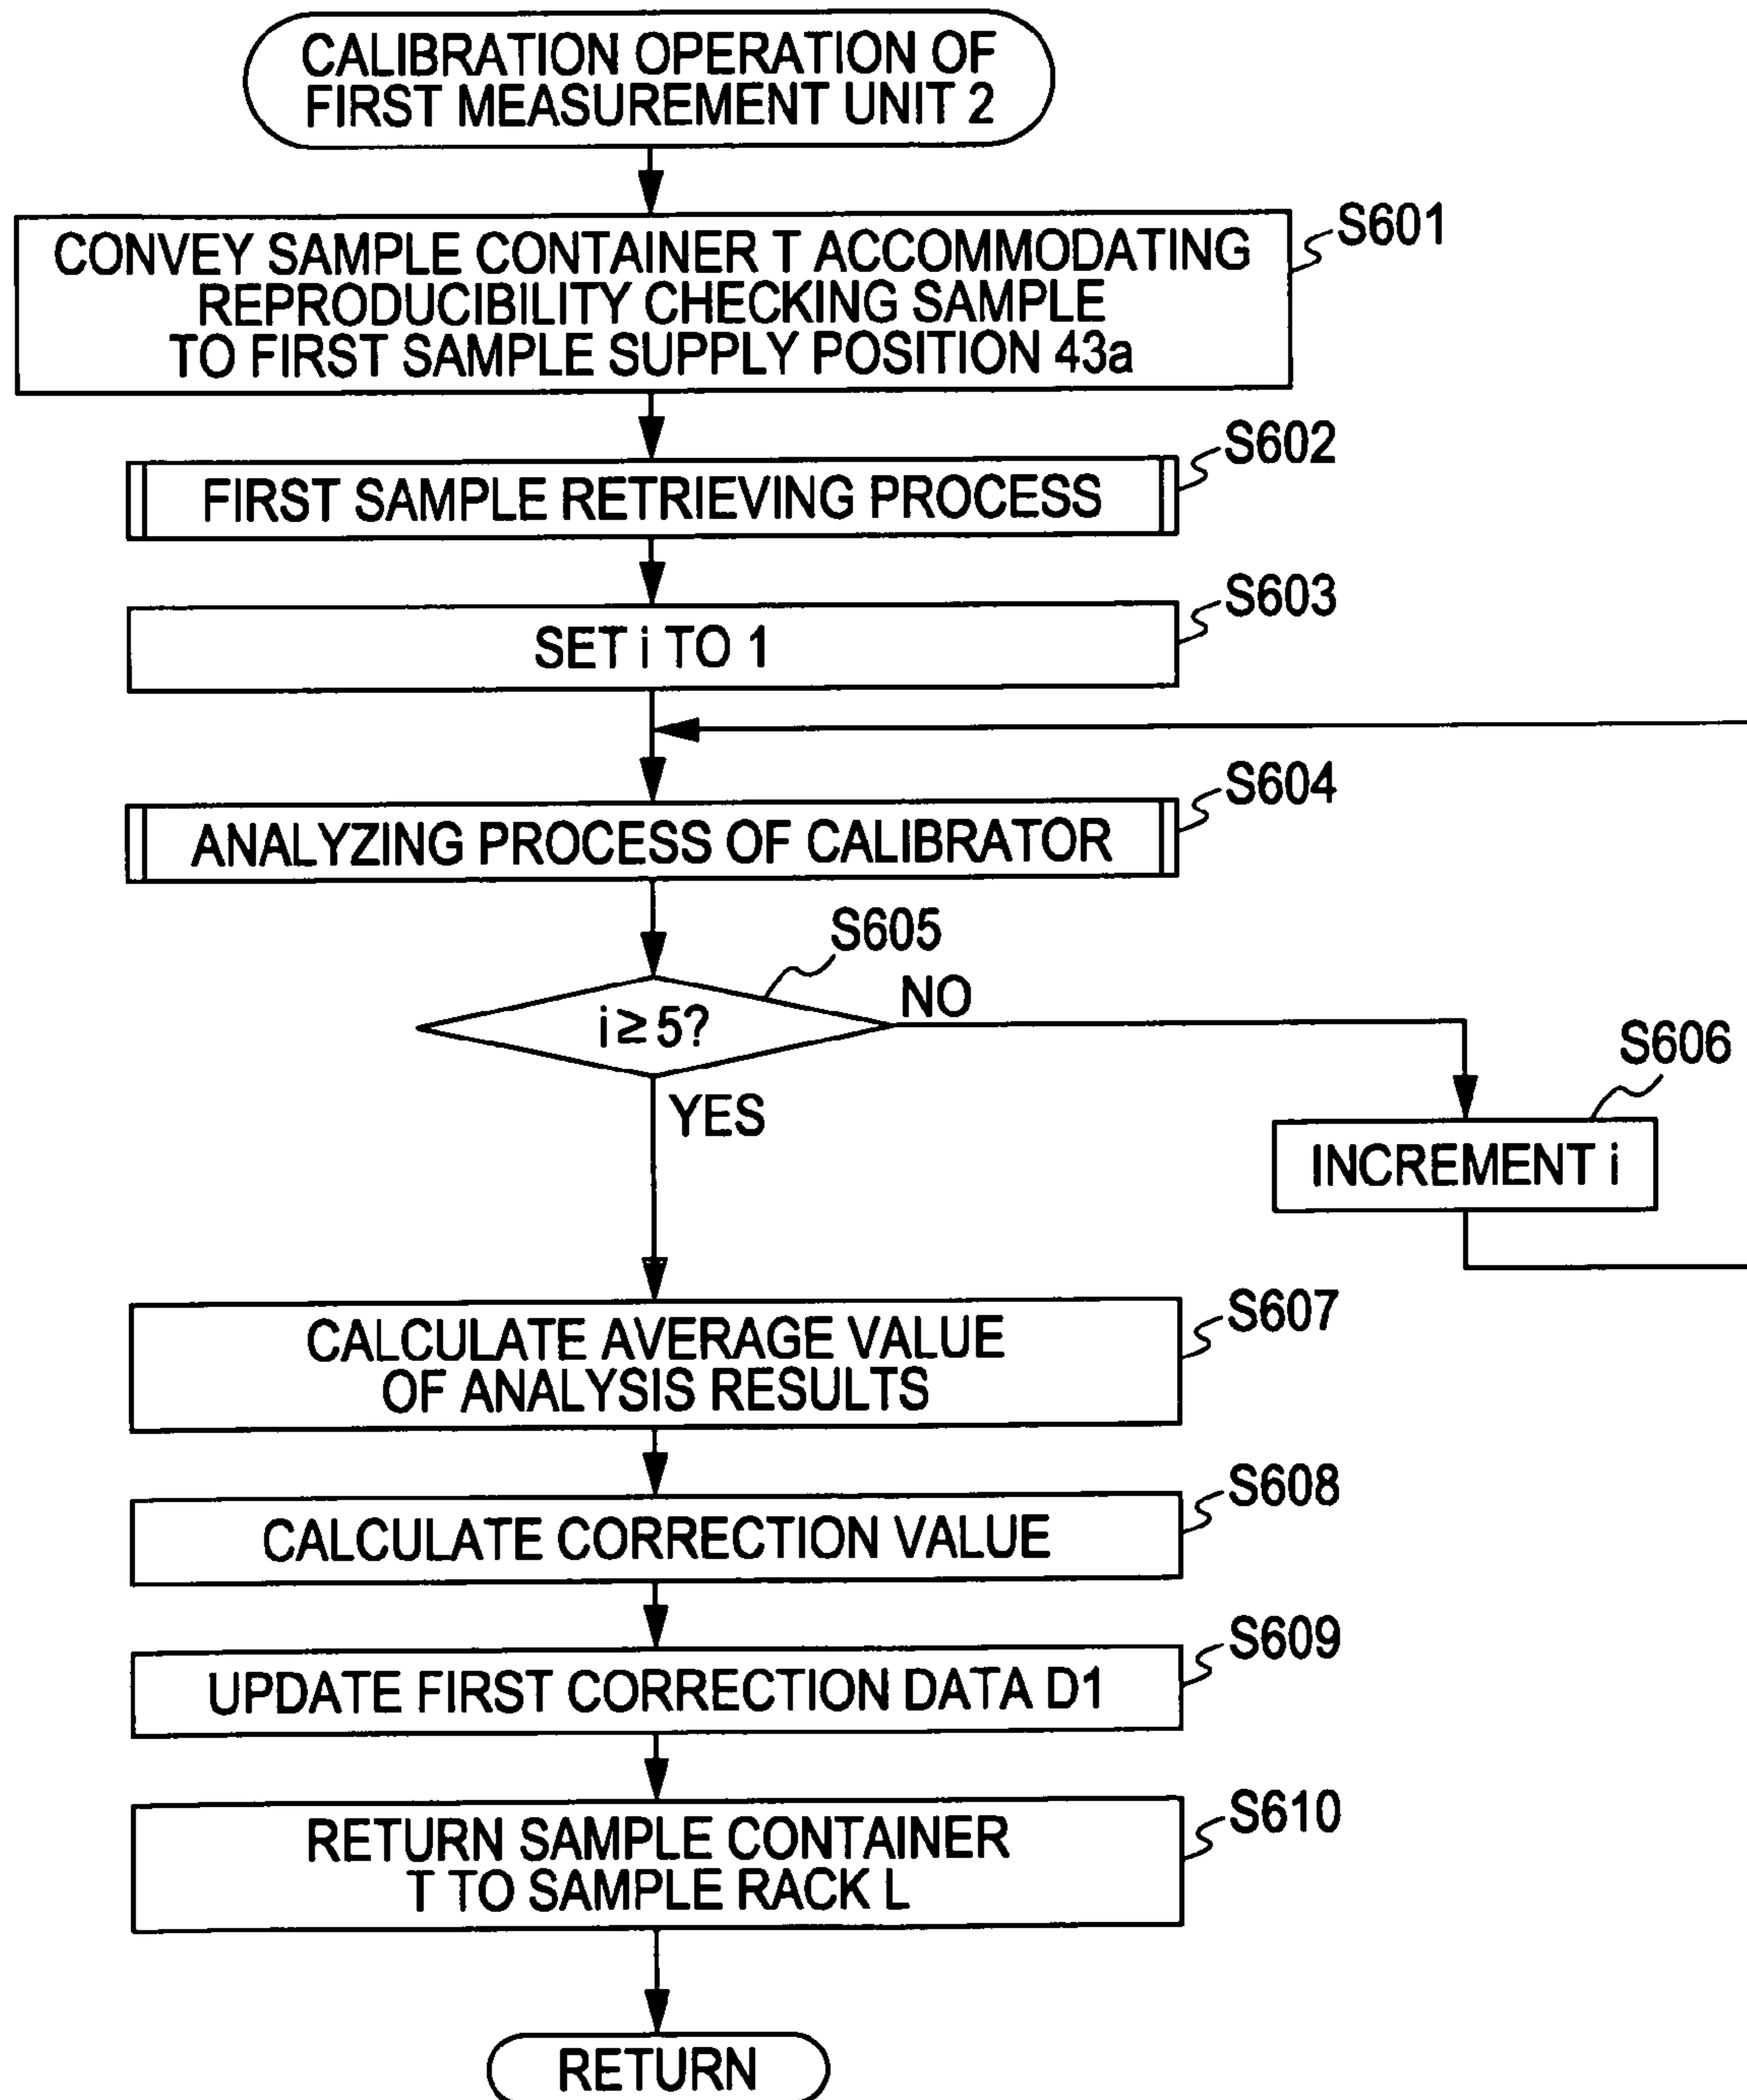 CALIBRATION OPERATION OF
FIRST MEASUREMENT UNIT 2
S601
CONVEY SAMPLE CONTAINER T ACCOMMODATING
REPRODUCIBILITY CHECKING SAMPLE
TO FIRST SAMPLE SUPPLY POSITION 43a
S602
FIRST SAMPLE RETRIEVING PROCESS
S603
SET i TO 1
S604
ANALYZING PROCESS OF CALIBRATOR
S605
i ≥ 5?
NO
YES
S606
INCREMENT i
S607
CALCULATE AVERAGE VALUE
OF ANALYSIS RESULTS
S608
CALCULATE CORRECTION VALUE
S609
UPDATE FIRST CORRECTION DATA D1
S610
RETURN SAMPLE CONTAINER
T TO SAMPLE RACK L
RETURN